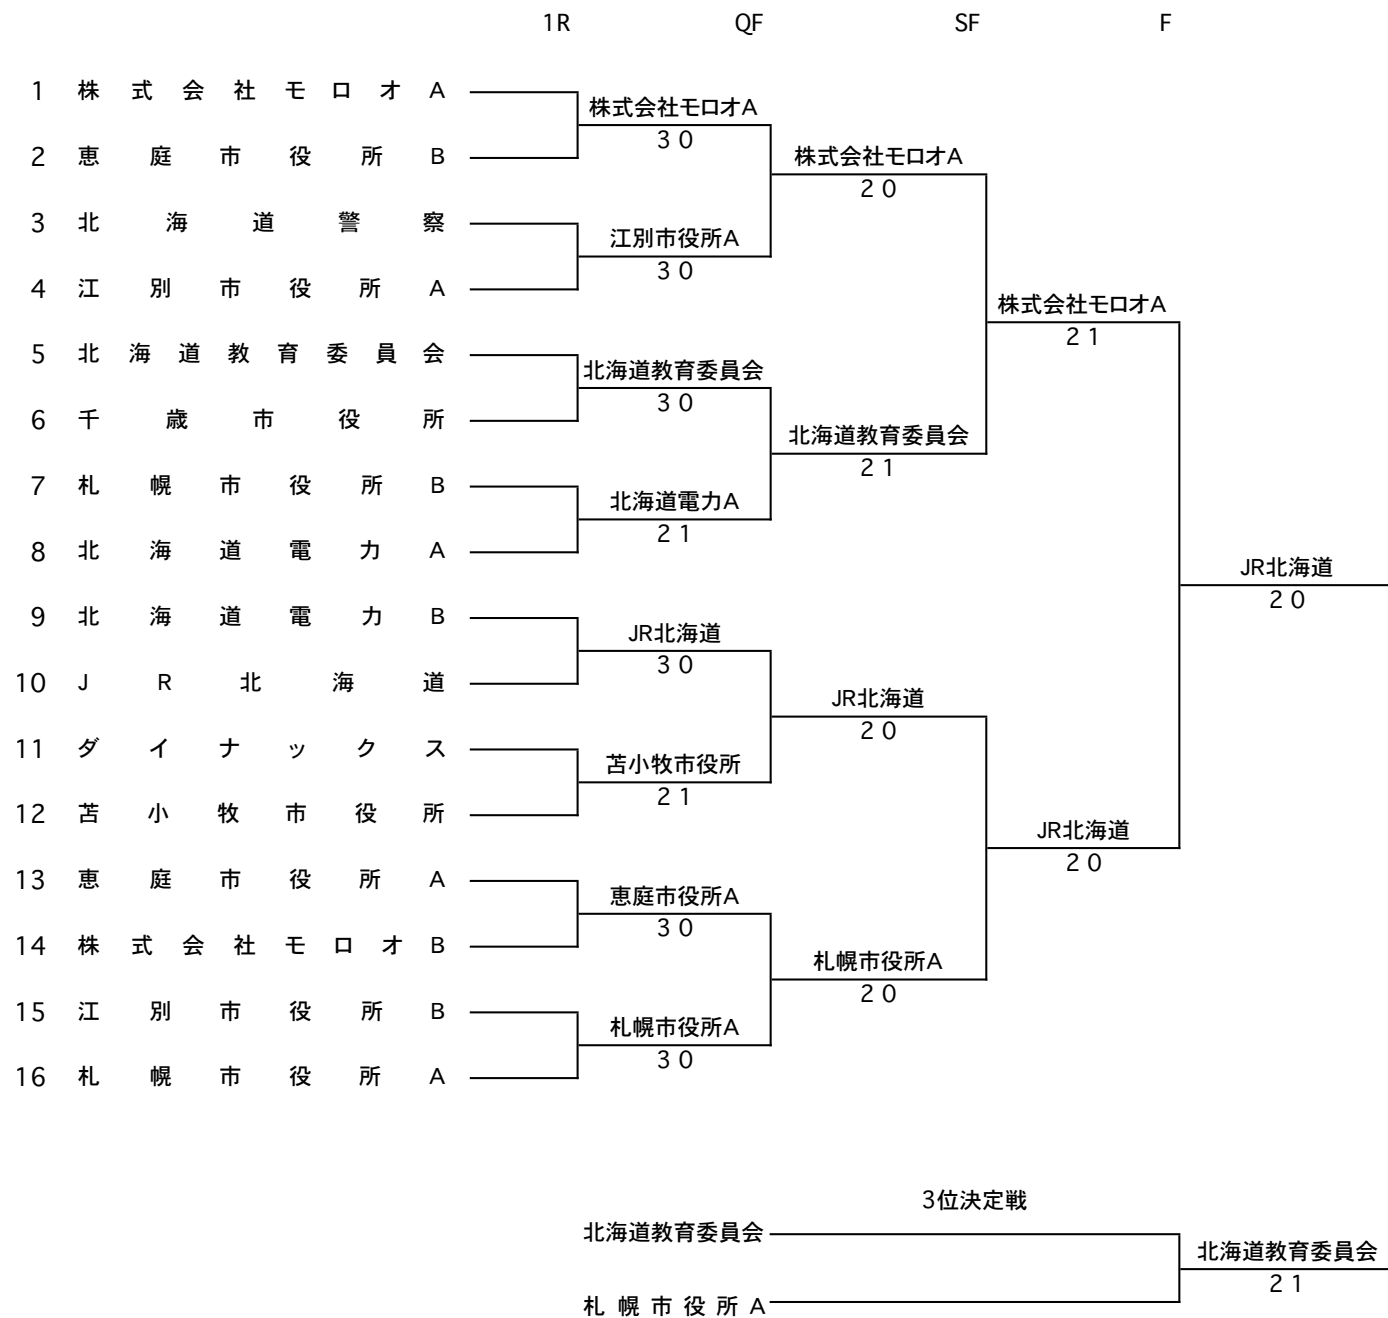 1R QF SF F
1 株式会社モロオA
株式会社モロオA
3 0
2 恵庭市役所B
株式会社モロオA
2 0
3 北海道警察
江別市役所A
3 0
4 江別市役所A
株式会社モロオA
2 1
5 北海道教育委員会
北海道教育委員会
3 0
6 千歳市役所
北海道教育委員会
2 1
7 札幌市役所B
北海道電力A
2 1
8 北海道電力A
JR北海道
2 0
9 北海道電力B
JR北海道
3 0
10 JR北海道
JR北海道
2 0
11 ダイナックス
苫小牧市役所
2 1
12 苫小牧市役所
JR北海道
2 0
13 恵庭市役所A
恵庭市役所A
3 0
14 株式会社モロオB
札幌市役所A
2 0
15 江別市役所B
札幌市役所A
3 0
16 札幌市役所A
3位決定戦
北海道教育委員会
北海道教育委員会
2 1
札幌市役所A